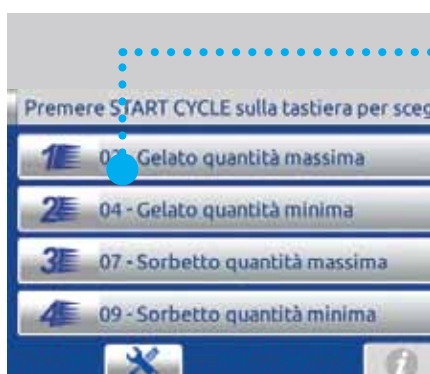 Premere START CYCLE sulla tastiera per sceg
1 Gelato quantità massima
2 04 - Gelato quantità minima
3 07 - Sorbetto quantità massima
4 09 - Sorbetto quantità minima